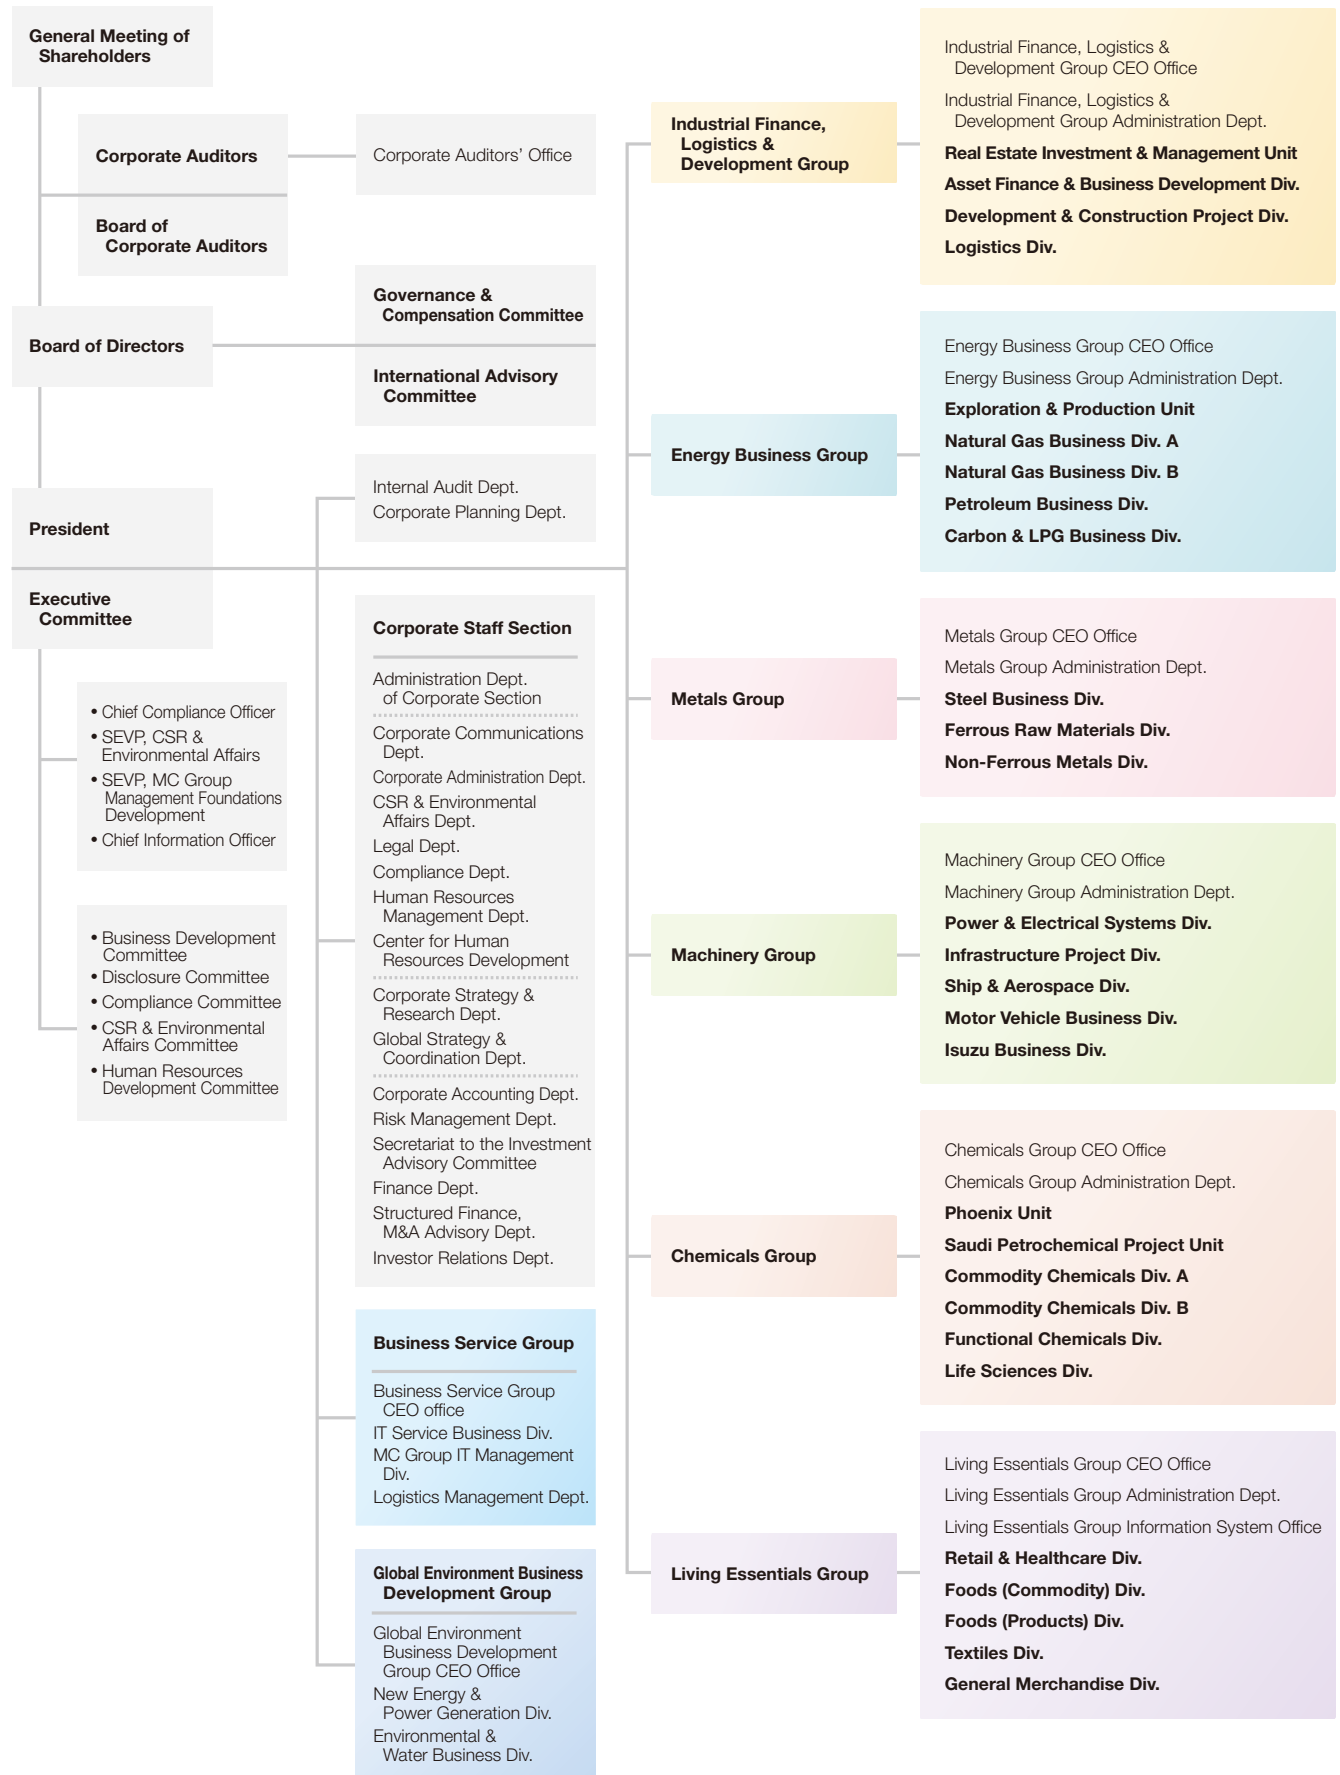 General Meeting of
Shareholders
Corporate Auditors
Board of
Corporate Auditors
Corporate Auditors' Office
Board of Directors
Governance &
Compensation Committee
International Advisory
Committee
President
Executive
Committee
• Chief Compliance Officer
• SEVP, CSR &
Environmental Affairs
• SEVP, MC Group
Management Foundations
Development
• Chief Information Officer
• Business Development
Committee
• Disclosure Committee
• Compliance Committee
• CSR & Environmental
Affairs Committee
• Human Resources
Development Committee
Internal Audit Dept.
Corporate Planning Dept.
Corporate Staff Section
Administration Dept.
of Corporate Section
Corporate Communications
Dept.
Corporate Administration Dept.
CSR & Environmental
Affairs Dept.
Legal Dept.
Compliance Dept.
Human Resources
Management Dept.
Center for Human
Resources Development
Corporate Strategy &
Research Dept.
Global Strategy &
Coordination Dept.
Corporate Accounting Dept.
Risk Management Dept.
Secretariat to the Investment
Advisory Committee
Finance Dept.
Structured Finance,
M&A Advisory Dept.
Investor Relations Dept.
Business Service Group
Business Service Group
CEO office
IT Service Business Div.
MC Group IT Management
Div.
Logistics Management Dept.
Global Environment Business
Development Group
Global Environment
Business Development
Group CEO Office
New Energy &
Power Generation Div.
Environmental &
Water Business Div.
Industrial Finance,
Logistics &
Development Group
Industrial Finance, Logistics &
Development Group CEO Office
Industrial Finance, Logistics &
Development Group Administration Dept.
Real Estate Investment & Management Unit
Asset Finance & Business Development Div.
Development & Construction Project Div.
Logistics Div.
Energy Business Group
Energy Business Group CEO Office
Energy Business Group Administration Dept.
Exploration & Production Unit
Natural Gas Business Div. A
Natural Gas Business Div. B
Petroleum Business Div.
Carbon & LPG Business Div.
Metals Group
Metals Group CEO Office
Metals Group Administration Dept.
Steel Business Div.
Ferrous Raw Materials Div.
Non-Ferrous Metals Div.
Machinery Group
Machinery Group CEO Office
Machinery Group Administration Dept.
Power & Electrical Systems Div.
Infrastructure Project Div.
Ship & Aerospace Div.
Motor Vehicle Business Div.
Isuzu Business Div.
Chemicals Group
Chemicals Group CEO Office
Chemicals Group Administration Dept.
Phoenix Unit
Saudi Petrochemical Project Unit
Commodity Chemicals Div. A
Commodity Chemicals Div. B
Functional Chemicals Div.
Life Sciences Div.
Living Essentials Group
Living Essentials Group CEO Office
Living Essentials Group Administration Dept.
Living Essentials Group Information System Office
Retail & Healthcare Div.
Foods (Commodity) Div.
Foods (Products) Div.
Textiles Div.
General Merchandise Div.